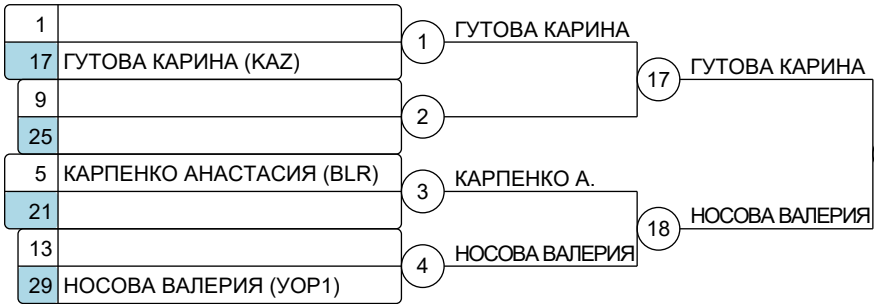 1
17 ГУТОВА КАРИНА (KAZ)
9
25
5 КАРПЕНКО АНАСТАСИЯ (BLR)
21
13
29 НОСОВА ВАЛЕРИЯ (УОР1)
1
ГУТОВА КАРИНА
2
3
КАРПЕНКО А.
4
НОСОВА ВАЛЕРИЯ
17
ГУТОВА КАРИНА
18
НОСОВА ВАЛЕРИЯ